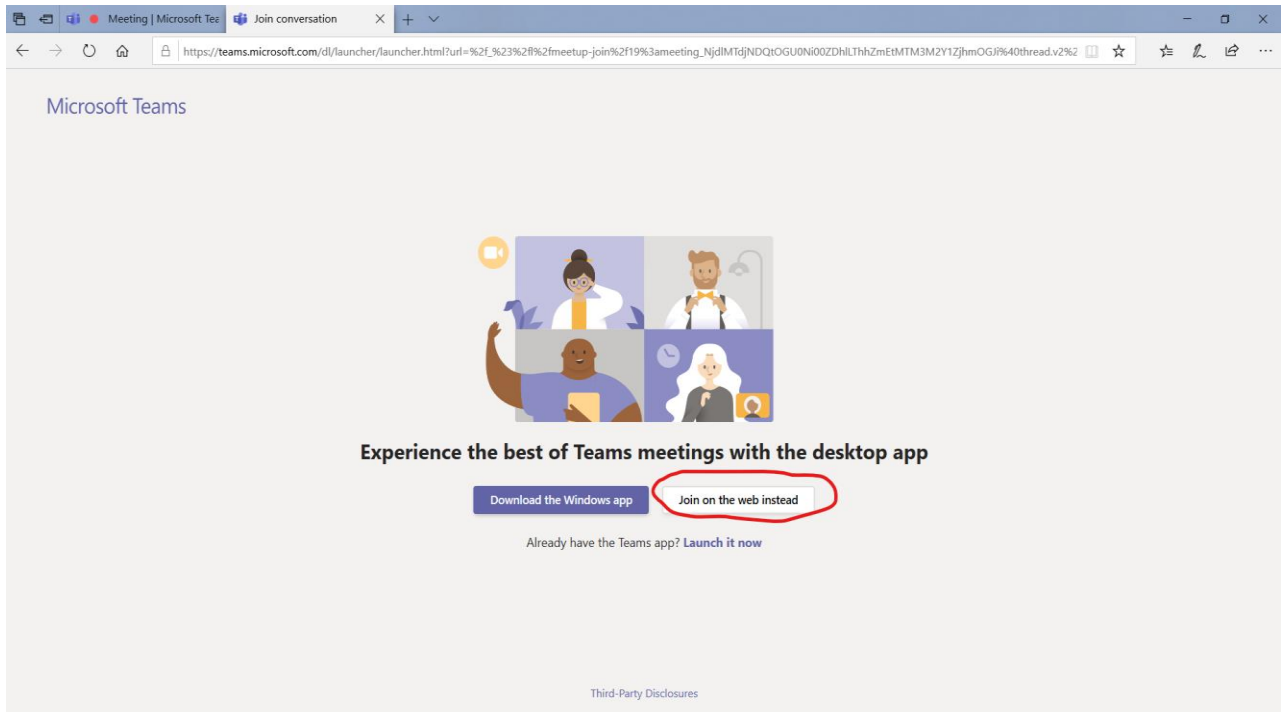 Meeting | Microsoft Tea
Join conversation
https://teams.microsoft.com/dl/launcher/launcher.html?url=%2f_%23%2fl%2fmeetup-join%2f19%3ameeting_NjdlMTdjNDQtOGU0Ni00ZDhlLThhZmEtMTM3M2Y1ZjhmOGJi%40thread.v2%2
Microsoft Teams
Experience the best of Teams meetings with the desktop app
Download the Windows app
Join on the web instead
Already have the Teams app? Launch it now
Third-Party Disclosures